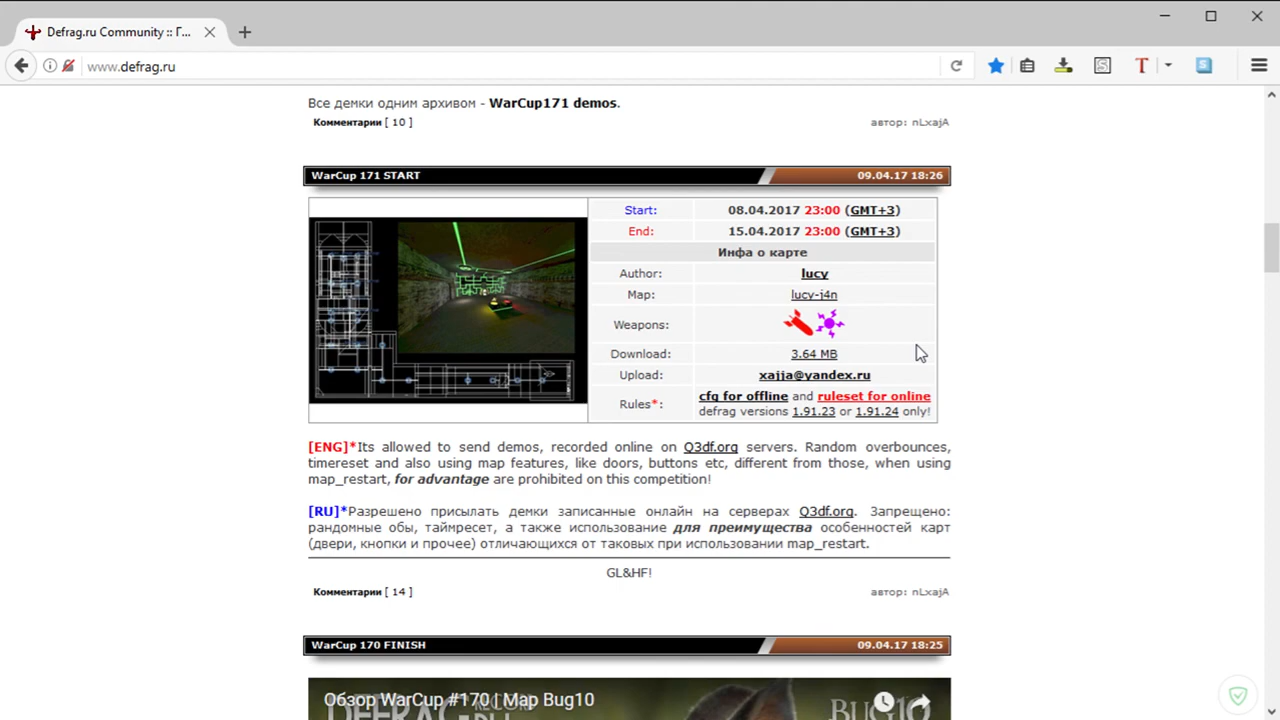 Defrag.ru Community :: Г...
www.defrag.ru
Все демки одним архивом - WarCup171 demos.
Комментарии [ 10 ]
автор: nLxajA
WarCup 171 START
09.04.17 18:26
Start: 08.04.2017 23:00 (GMT+3)
End: 15.04.2017 23:00 (GMT+3)
Инфа о карте
Author: lucy
Map: lucy-j4n
Weapons:
Download: 3.64 MB
Upload: xajja@yandex.ru
Rules*: cfg for offline and ruleset for online
defrag versions 1.91.23 or 1.91.24 only!
[ENG]*Its allowed to send demos, recorded online on Q3df.org servers. Random overbounces,
timereset and also using map features, like doors, buttons etc, different from those, when using
map_restart, for advantage are prohibited on this competition!
[RU]*Разрешено присылать демки записанные онлайн на серверах Q3df.org. Запрещено:
рандомные обы, таймресет, а также использование для преимущества особенностей карт
(двери, кнопки и прочее) отличающихся от таковых при использовании map_restart.
GL&HF!
Комментарии [ 14 ]
автор: nLxajA
WarCup 170 FINISH
09.04.17 18:25
Обзор WarCup #170 | Map Bug10
DEFRAG
BUG10